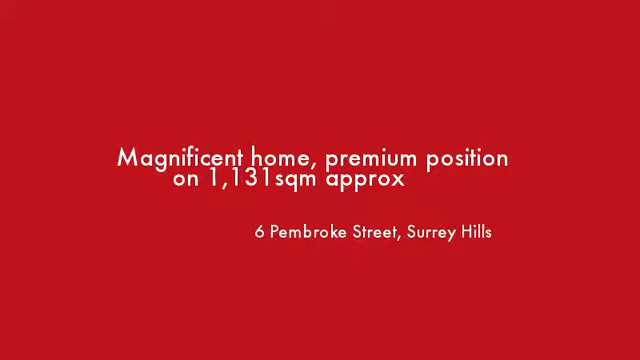 Magnificent home, premium position
on 1,131sqm approx
6 Pembroke Street, Surrey Hills